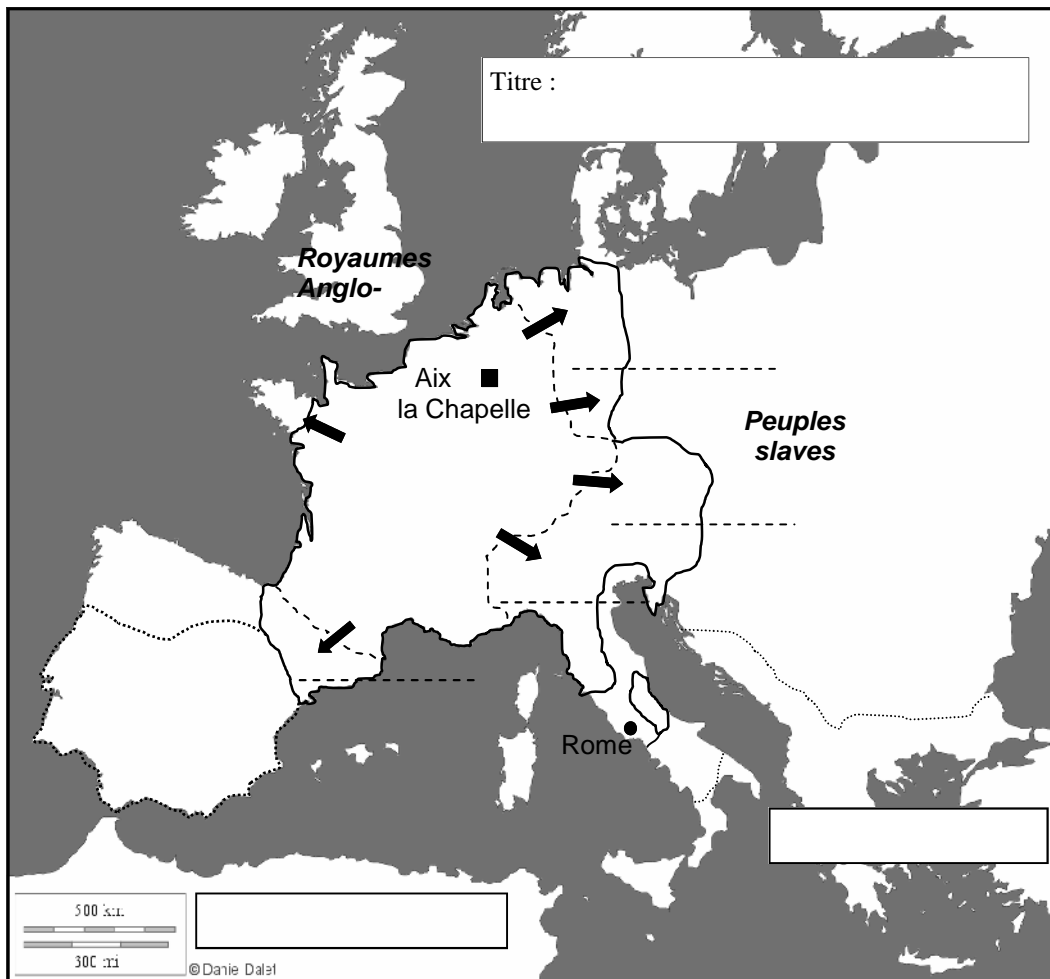 Titre :
Royaumes
Anglo-
Aix
la Chapelle
Peuples
slaves
Rome
500 km
300 mi
©Daniel Dalet